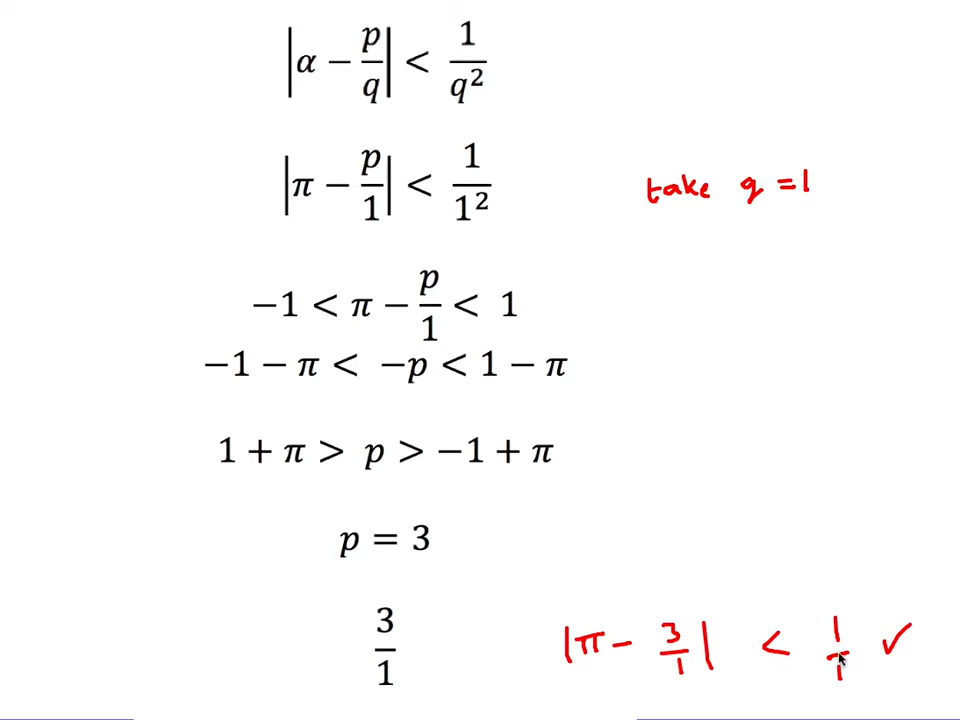 |α − p/q| < 1/q²
|π − p/1| < 1/1² take q = 1
−1 < π − p/1 < 1
−1 − π < −p < 1 − π
1 + π > p > −1 + π
p = 3
3/1 |π − 3/1| < 1/1 ✓